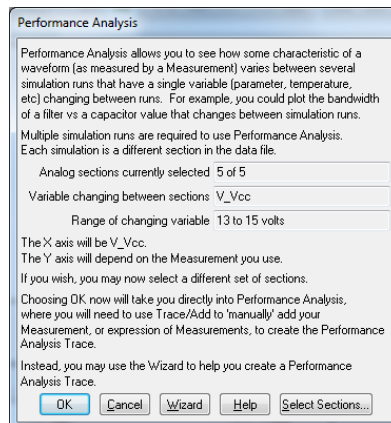 Performance Analysis
Performance Analysis allows you to see how some characteristic of a
waveform (as measured by a Measurement) varies between several
simulation runs that have a single variable (parameter, temperature,
etc) changing between runs.  For example, you could plot the bandwidth
of a filter vs a capacitor value that changes between simulation runs.
Multiple simulation runs are required to use Performance Analysis.
Each simulation is a different section in the data file.
Analog sections currently selected 5 of 5
Variable changing between sections V_Vcc
Range of changing variable 13 to 15 volts
The X axis will be V_Vcc.
The Y axis will depend on the Measurement you use.
If you wish, you may now select a different set of sections.
Choosing OK now will take you directly into Performance Analysis,
where you will need to use Trace/Add to 'manually' add your
Measurement, or expression of Measurements, to create the Performance
Analysis Trace.
Instead, you may use the Wizard to help you create a Performance
Analysis Trace.
OK Cancel Wizard Help Select Sections...